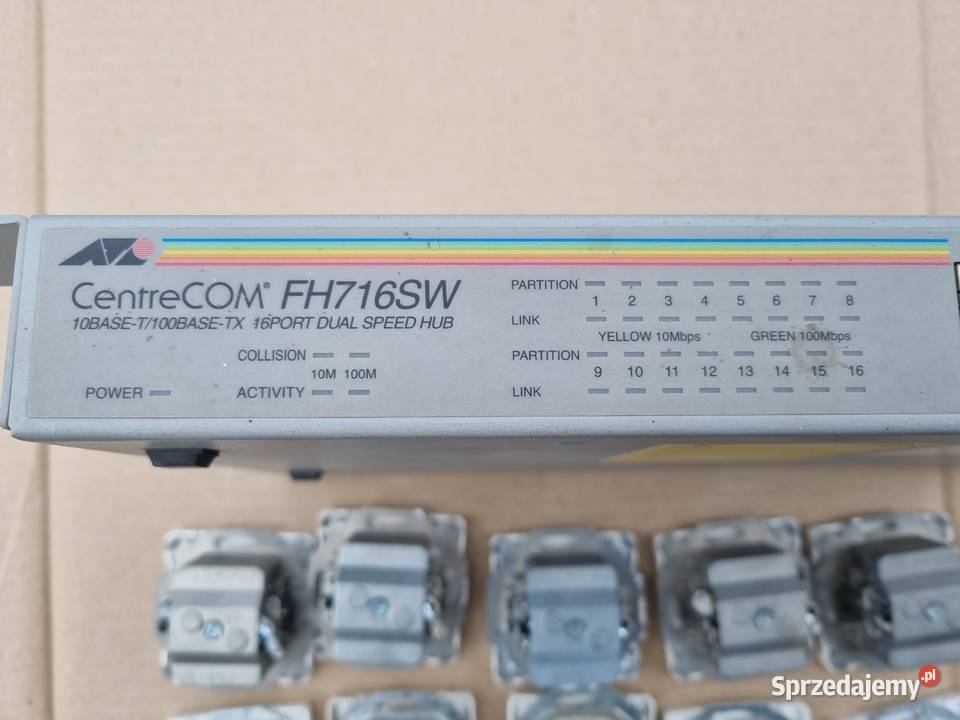 CentreCOM® FH716SW
10BASE-T/100BASE-TX 16PORT DUAL SPEED HUB
COLLISION
10M 100M
POWER ACTIVITY
PARTITION
1 2 3 4 5 6 7 8
LINK
YELLOW 10Mbps GREEN 100Mbps
PARTITION
9 10 11 12 13 14 15 16
LINK
Sprzedajemy.pl